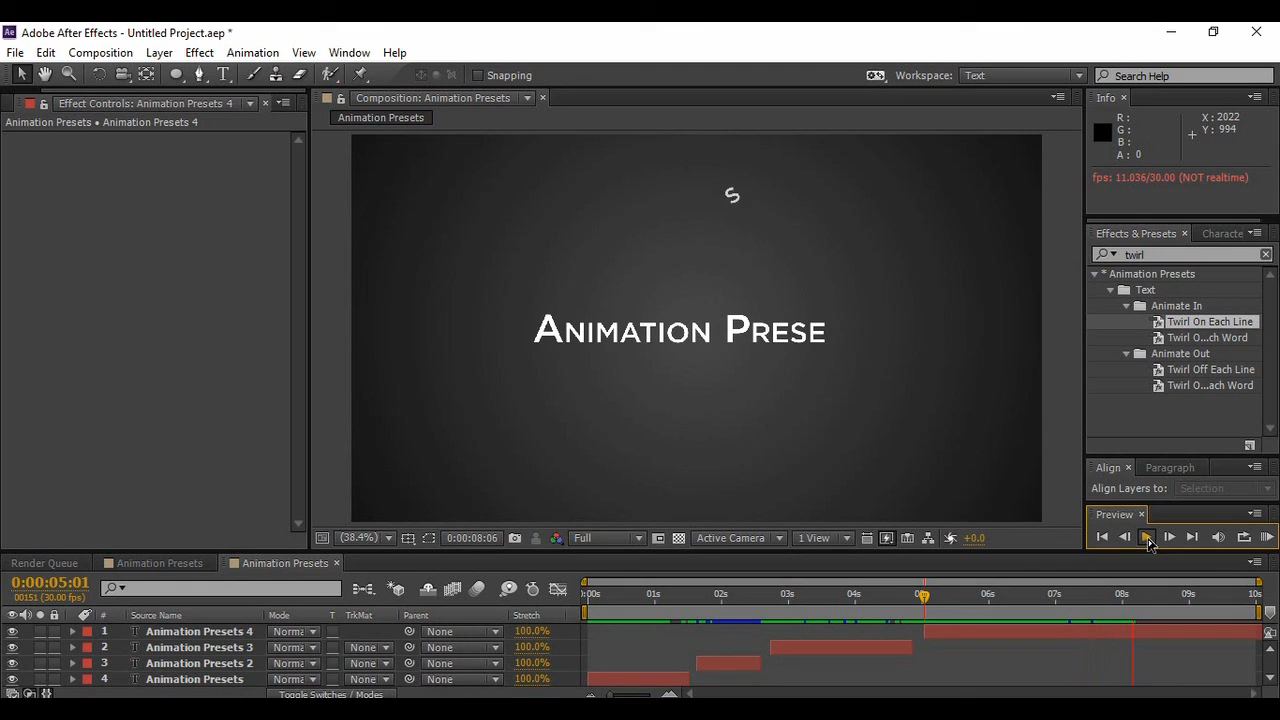 Ae Adobe After Effects - Untitled Project.aep *
File Edit Composition Layer Effect Animation View Window Help
T Snapping Workspace: Text Search Help
Effect Controls: Animation Presets 4
Animation Presets • Animation Presets 4
Composition: Animation Presets
Animation Presets
s
ANIMATION PRESE
Info
R:
G:
B:
A: 0
X: 2022
Y: 994
fps: 11.036/30.00 (NOT realtime)
Effects & Presets Characte
twirl
* Animation Presets
Text
Animate In
Twirl On Each Line
Twirl O...ch Word
Animate Out
Twirl Off Each Line
Twirl O...ach Word
Align Paragraph
Align Layers to: Selection
Preview
(38.4%) 0:00:08:06 Full Active Camera 1 View +0.0
Render Queue Animation Presets Animation Presets
0:00:05:01
00151 (30.00 fps)
# Source Name Mode T TrkMat Parent Stretch
:00s 01s 02s 03s 04s 06s 07s 08s 09s 10s
1 T Animation Presets 4 Norma None 100.0%
2 T Animation Presets 3 Norma None None 100.0%
3 T Animation Presets 2 Norma None None 100.0%
4 T Animation Presets Norma None None 100.0%
Toggle Switches / Modes